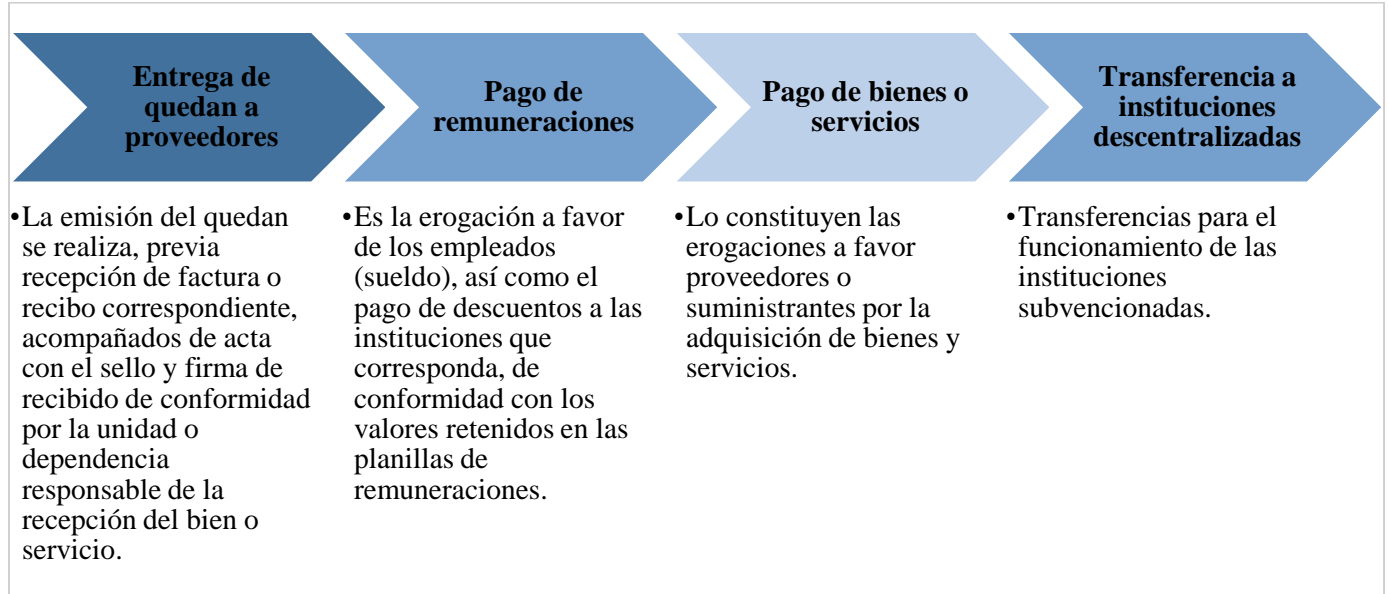 Entrega de
quedan a
proveedores
Pago de
remuneraciones
Pago de bienes o
servicios
Transferencia a
instituciones
descentralizadas
•La emisión del quedan
se realiza, previa
recepción de factura o
recibo correspondiente,
acompañados de acta
con el sello y firma de
recibido de conformidad
por la unidad o
dependencia
responsable de la
recepción del bien o
servicio.
•Es la erogación a favor
de los empleados
(sueldo), así como el
pago de descuentos a las
instituciones que
corresponda, de
conformidad con los
valores retenidos en las
planillas de
remuneraciones.
•Lo constituyen las
erogaciones a favor
proveedores o
suministrantes por la
adquisición de bienes y
servicios.
•Transferencias para el
funcionamiento de las
instituciones
subvencionadas.